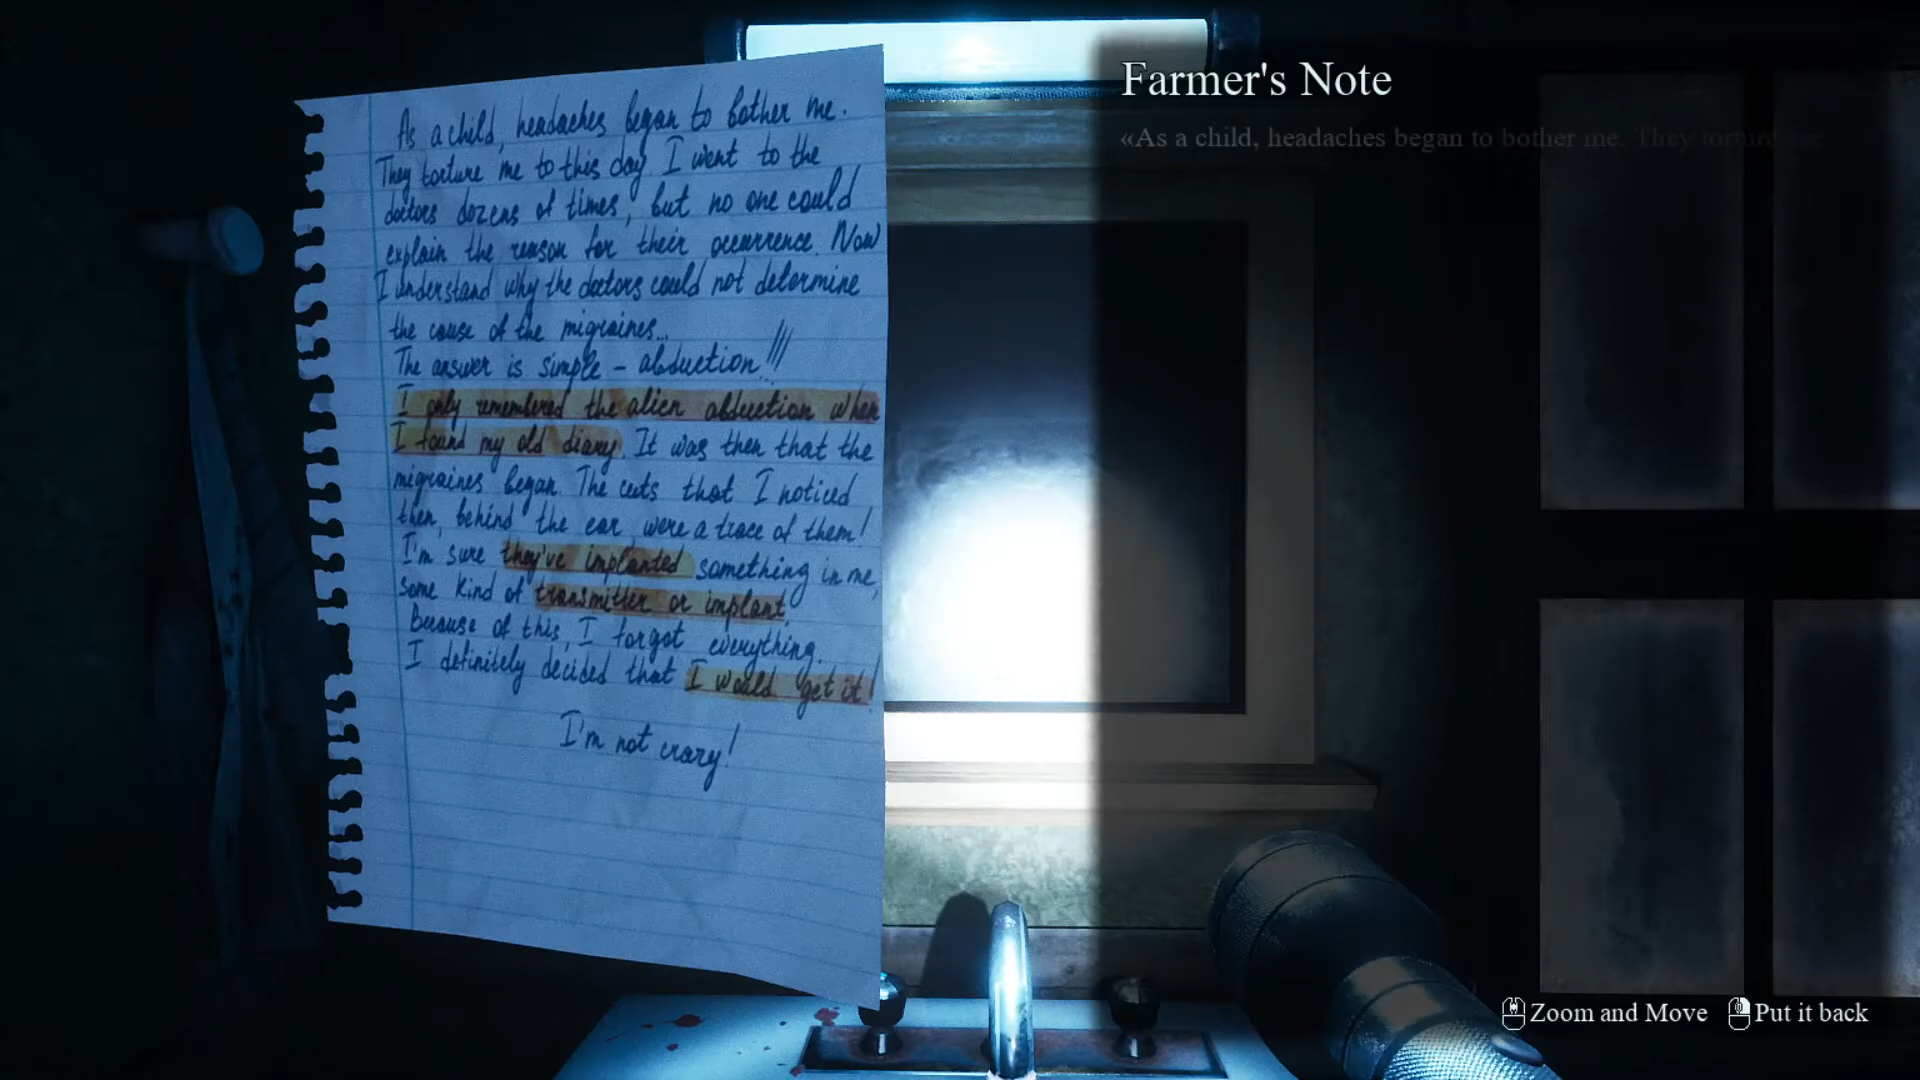 As a child, headaches began to bother me.
They torture me to this day. I went to the
doctors dozens of times, but no one could
explain the reason for their occurrence. Now
I understand why the doctors could not determine
the cause of the migraines...
The answer is simple - abduction!!!
I only remembered the alien abduction when
I found my old diary. It was then that the
migraines began. The cuts that I noticed
then, behind the ear, were a trace of them!
I'm sure they've implanted something in me,
some kind of transmitter or implant.
Because of this, I forgot everything.
I definitely decided that I would get it!
I'm not crazy!
Farmer's Note
«As a child, headaches began to bother me. They torture me
Zoom and Move
Put it back